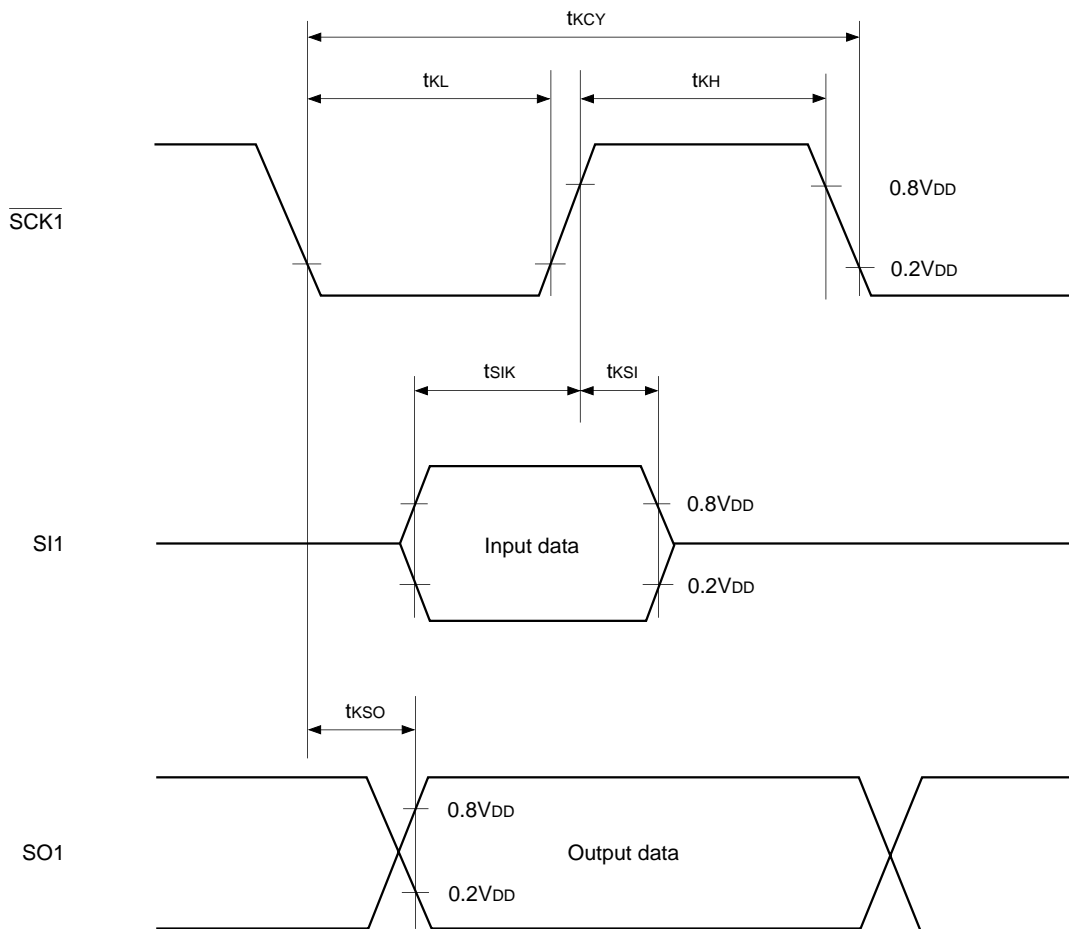 tKCY
tKL
tKH
SCK1
0.8VDD
0.2VDD
tSIK
tKSI
0.8VDD
SI1
Input data
0.2VDD
tKSO
0.8VDD
SO1
Output data
0.2VDD